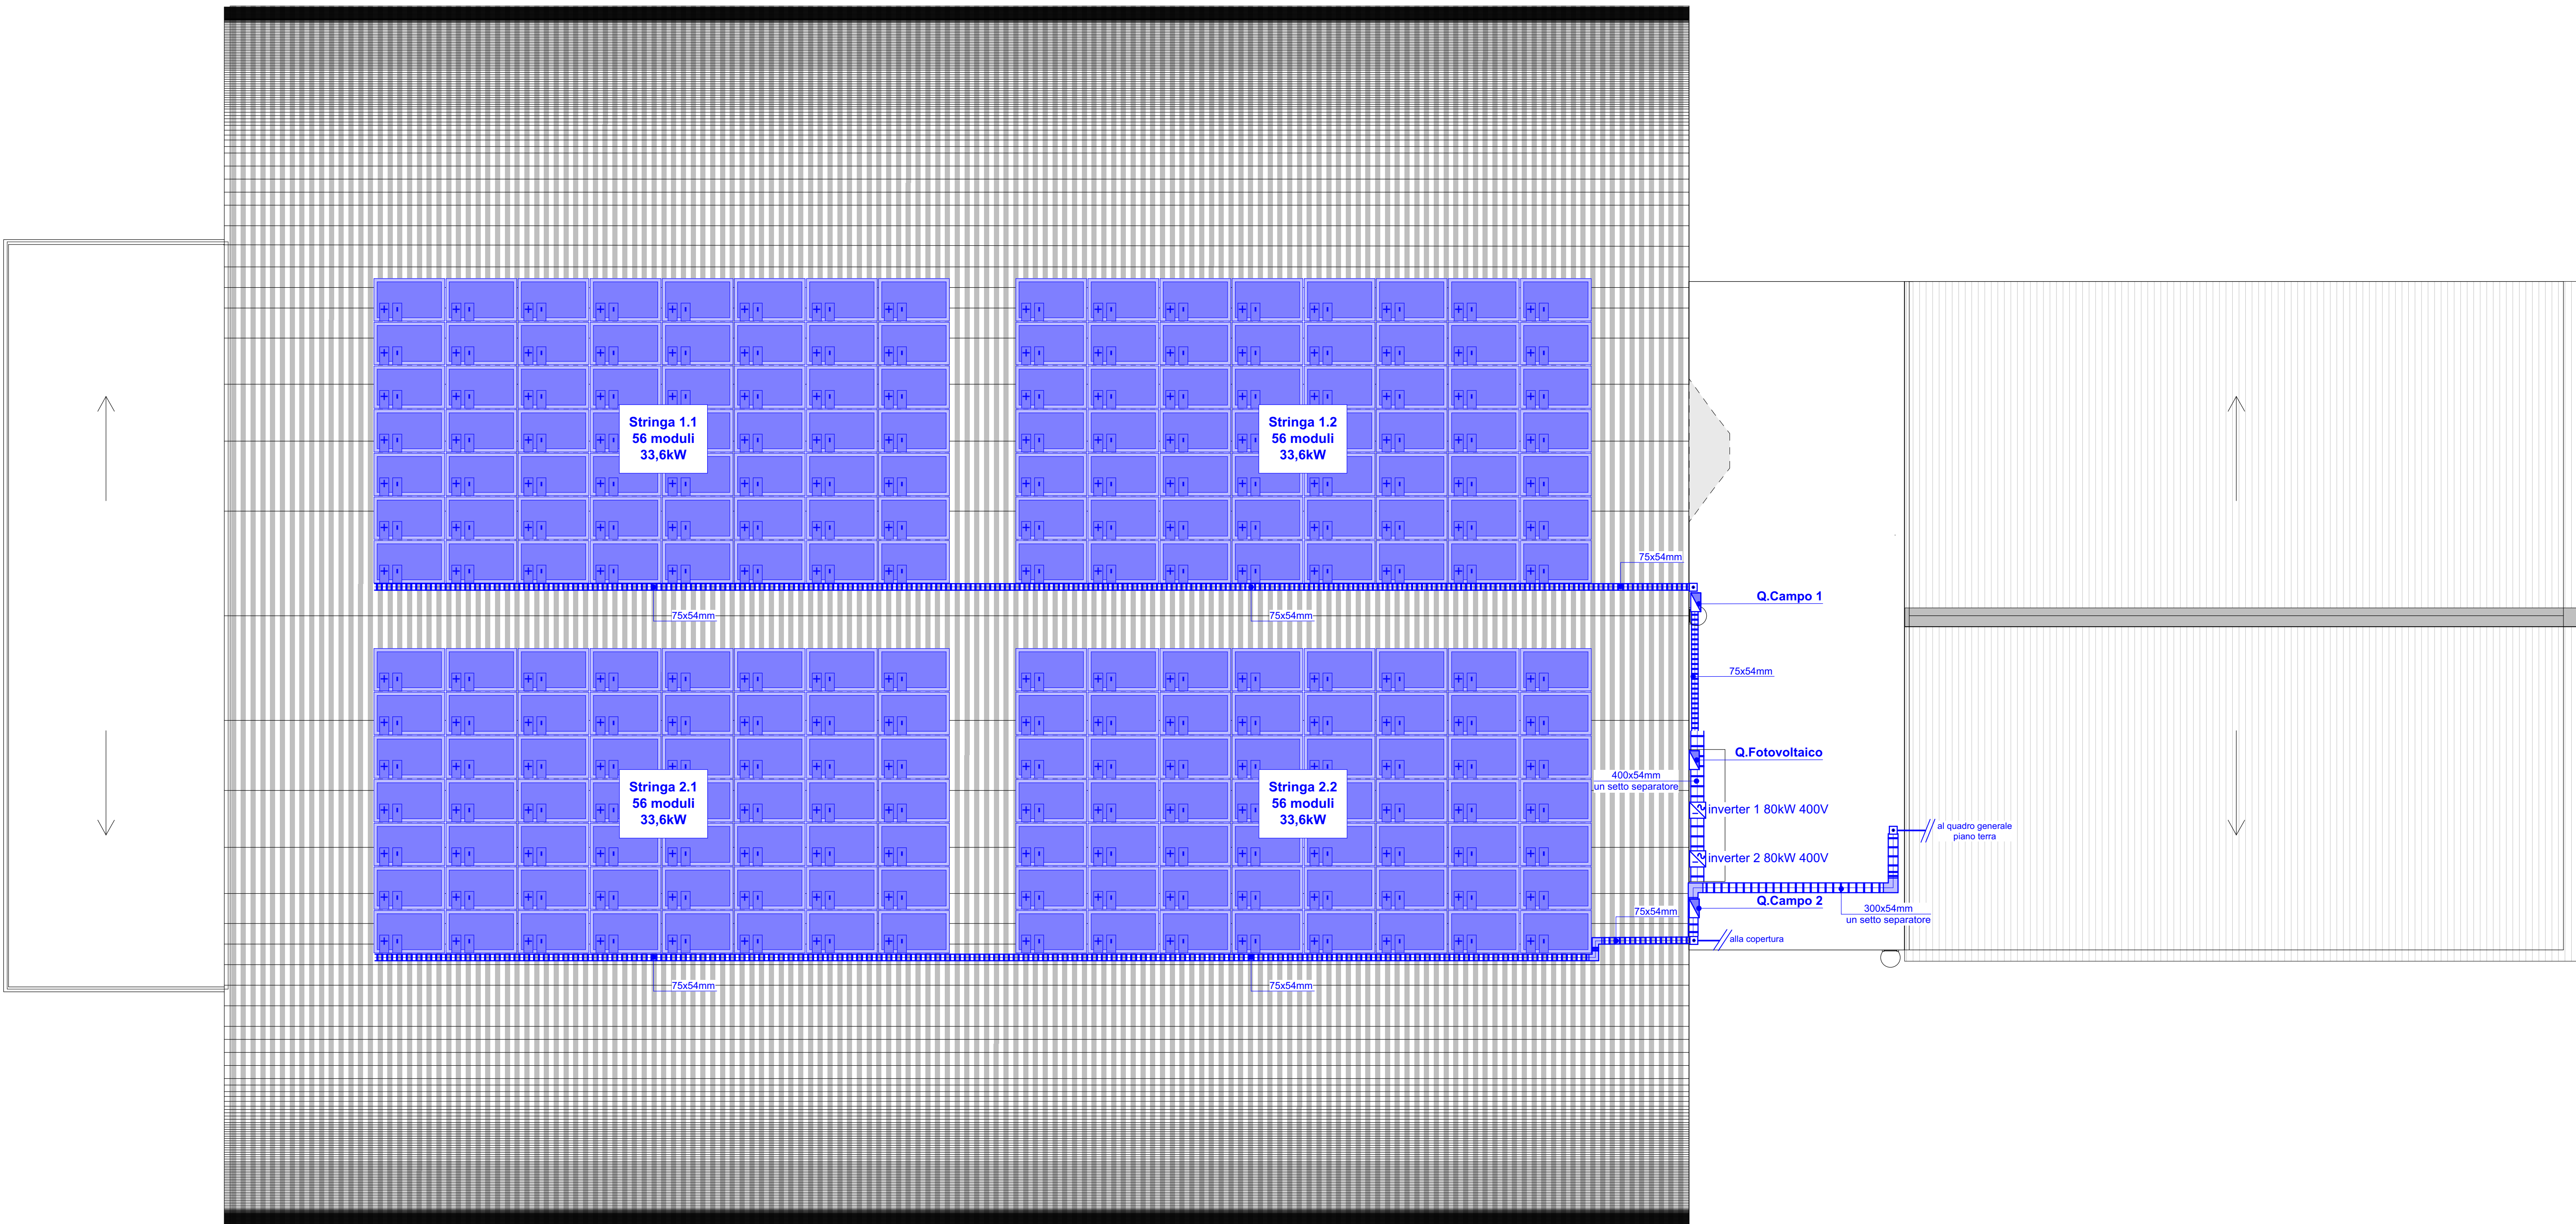 Stringa 1.1
56 moduli
33,6kW
Stringa 1.2
56 moduli
33,6kW
75x54mm
75x54mm
75x54mm
Q.Campo 1
75x54mm
Q.Fotovoltaico
400x54mm
un setto separatore
Stringa 2.1
56 moduli
33,6kW
Stringa 2.2
56 moduli
33,6kW
inverter 1 80kW 400V
al quadro generale
piano terra
inverter 2 80kW 400V
Q.Campo 2
300x54mm
un setto separatore
75x54mm
alla copertura
75x54mm
75x54mm